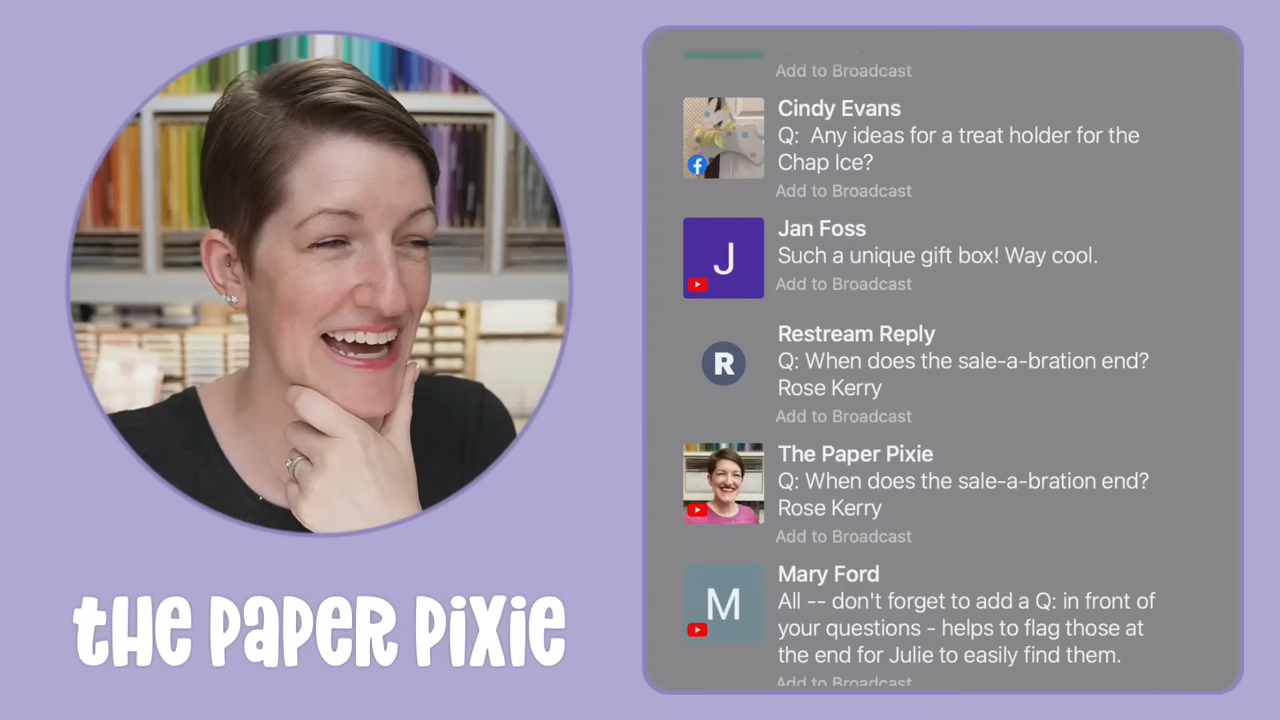 the paper pixie
Add to Broadcast
Cindy Evans
Q:  Any ideas for a treat holder for the
Chap Ice?
Add to Broadcast
J
Jan Foss
Such a unique gift box! Way cool.
Add to Broadcast
R
Restream Reply
Q: When does the sale-a-bration end?
Rose Kerry
Add to Broadcast
The Paper Pixie
Q: When does the sale-a-bration end?
Rose Kerry
Add to Broadcast
M
Mary Ford
All -- don't forget to add a Q: in front of
your questions - helps to flag those at
the end for Julie to easily find them.
Add to Broadcast